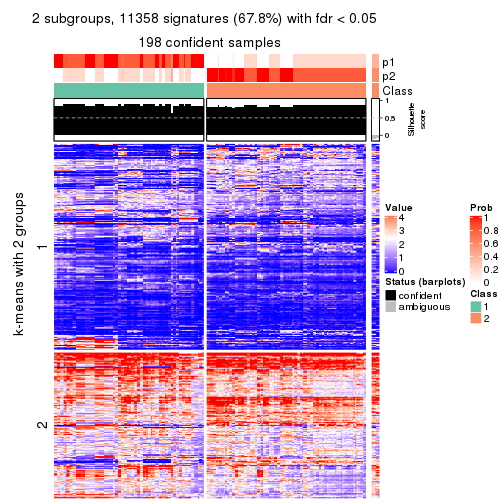 2 subgroups, 11358 signatures (67.8%) with fdr < 0.05
198 confident samples
p1
p2
Class
1
0.5
0
Silhouette
score
k-means with 2 groups
1
2
Value
4
3
2
1
0
Status (barplots)
confident
ambiguous
Prob
1
0.8
0.6
0.4
0.2
0
Class
1
2